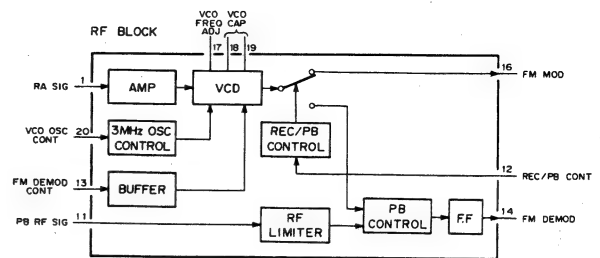 RF BLOCK
VCO
FREQ
ADJ
VCO
CAP
17 18 19
RA SIG
1
AMP
VCD
16
FM MOD
VCO OSC
CONT
20
3MHz OSC
CONTROL
REC/PB
CONTROL
12
REC/PB CONT
FM DEMOD
CONT
13
BUFFER
PB RF SIG
11
RF
LIMITER
PB
CONTROL
F.F
14
FM DEMOD